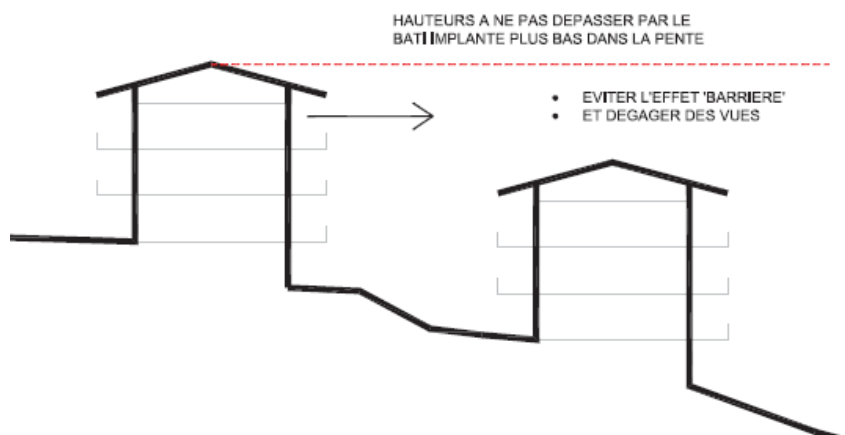 HAUTEURS A NE PAS DEPASSER PAR LE
BATI IMPLANTE PLUS BAS DANS LA PENTE
• EVITER L'EFFET 'BARRIERE'
• ET DEGAGER DES VUES